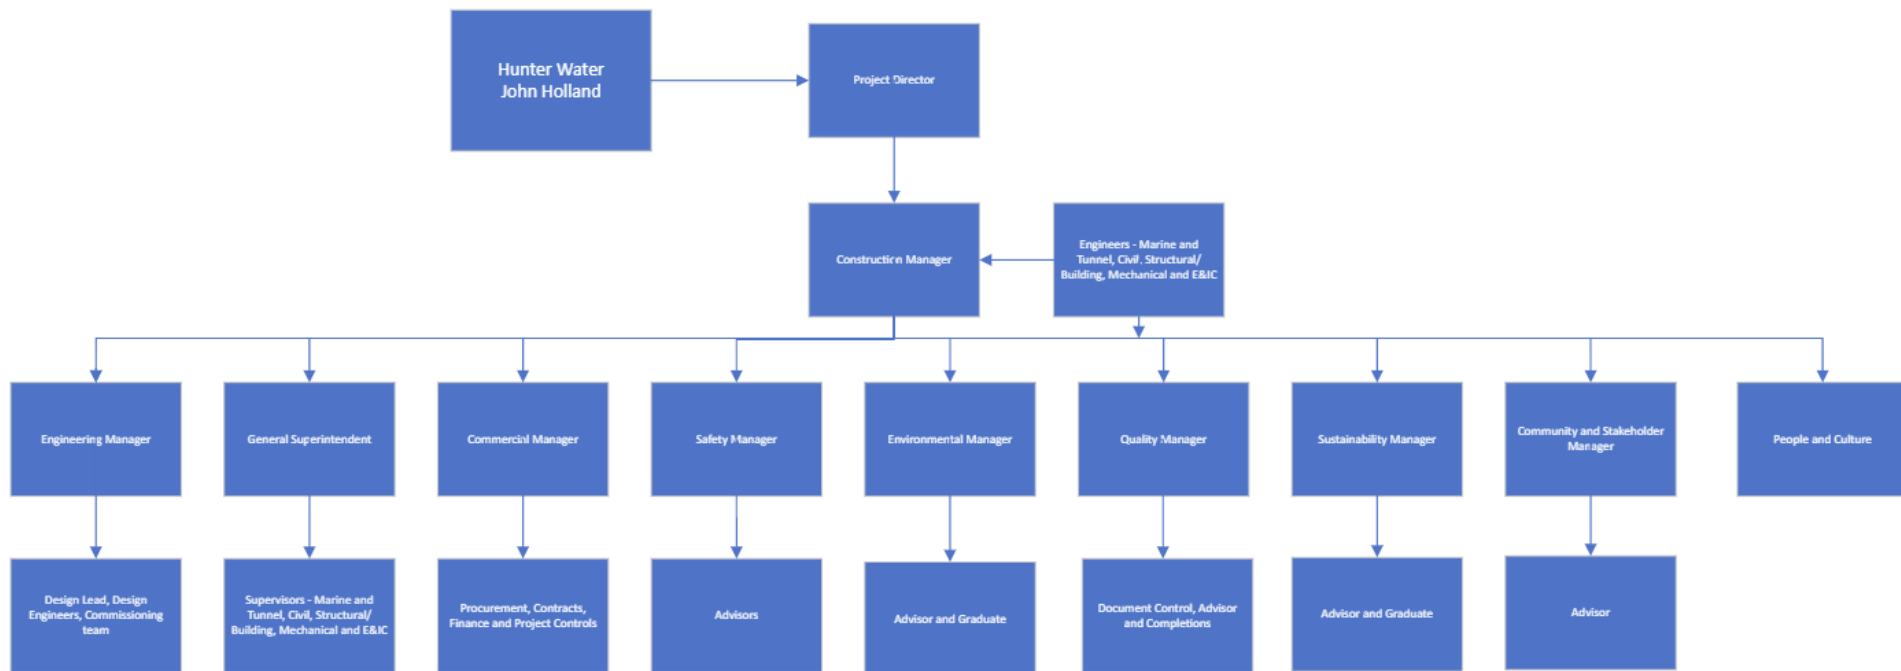 Hunter Water
John Holland
Project Director
Construction Manager
Engineers - Marine and
Tunnel, Civil, Structural/
Building, Mechanical and E&IC
Engineering Manager
General Superintendent
Commercial Manager
Safety Manager
Environmental Manager
Quality Manager
Sustainability Manager
Community and Stakeholder
Manager
People and Culture
Design Lead, Design
Engineers, Commissioning
team
Supervisors - Marine and
Tunnel, Civil, Structural/
Building, Mechanical and E&IC
Procurement, Contracts,
Finance and Project Controls
Advisors
Advisor and Graduate
Document Control, Advisor
and Completions
Advisor and Graduate
Advisor